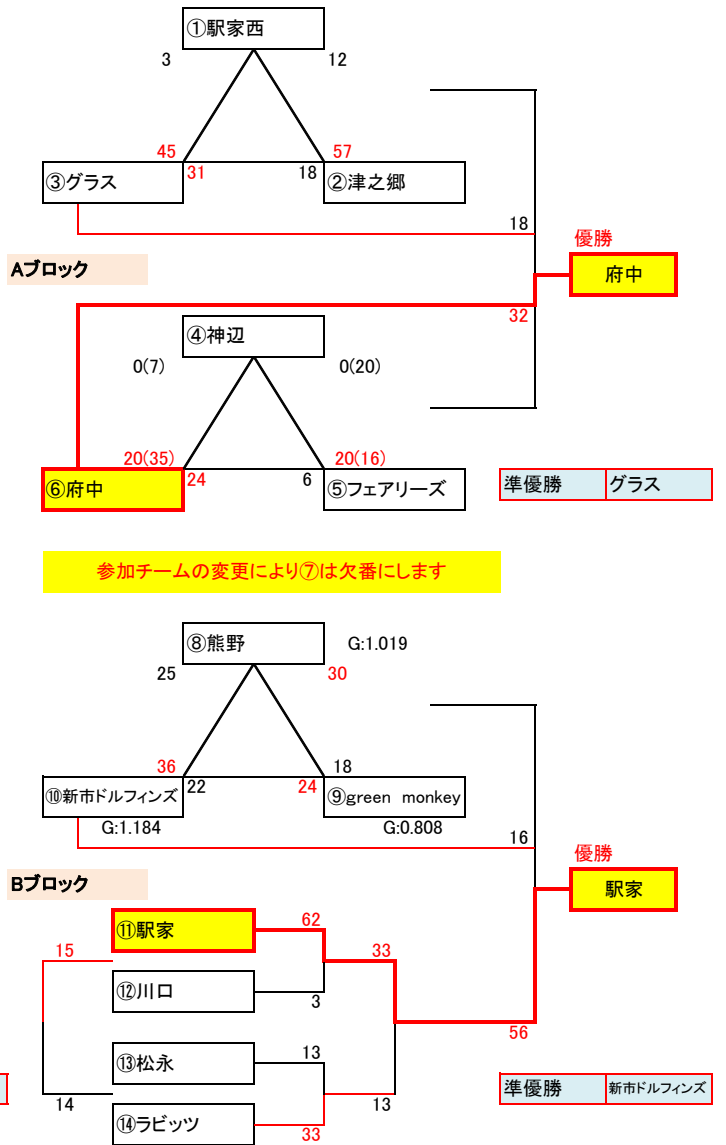 ①駅家西
3 12
45 57
③グラス 31 18 ②津之郷
18
優勝
Aブロック 府中
32
④神辺
0(7) 0(20)
20(35) 20(16)
⑥府中 24 6 ⑤フェアリーズ 準優勝 グラス
参加チームの変更により⑦は欠番にします
⑧熊野 G:1.019
25 30
36 18
⑩新市ドルフィンズ 22 24 ⑨green monkey
G:1.184 G:0.808
16
優勝
Bブロック 駅家
⑪駅家 62
15 33
⑫川口 3
56
⑬松永 13
準優勝 新市ドルフィンズ
14 13
⑭ラビッツ 33